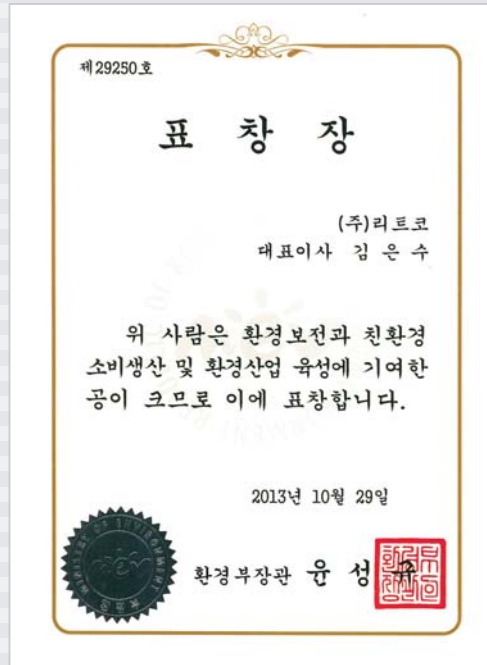 제29250호
표 창 장
(주)리트코
대표이사 김 은 수
위 사람은 환경보전과 친환경
소비생산 및 환경산업 육성에 기여한
공이 크므로 이에 표창합니다.
2013년 10월 29일
환경부장관 윤 성 규